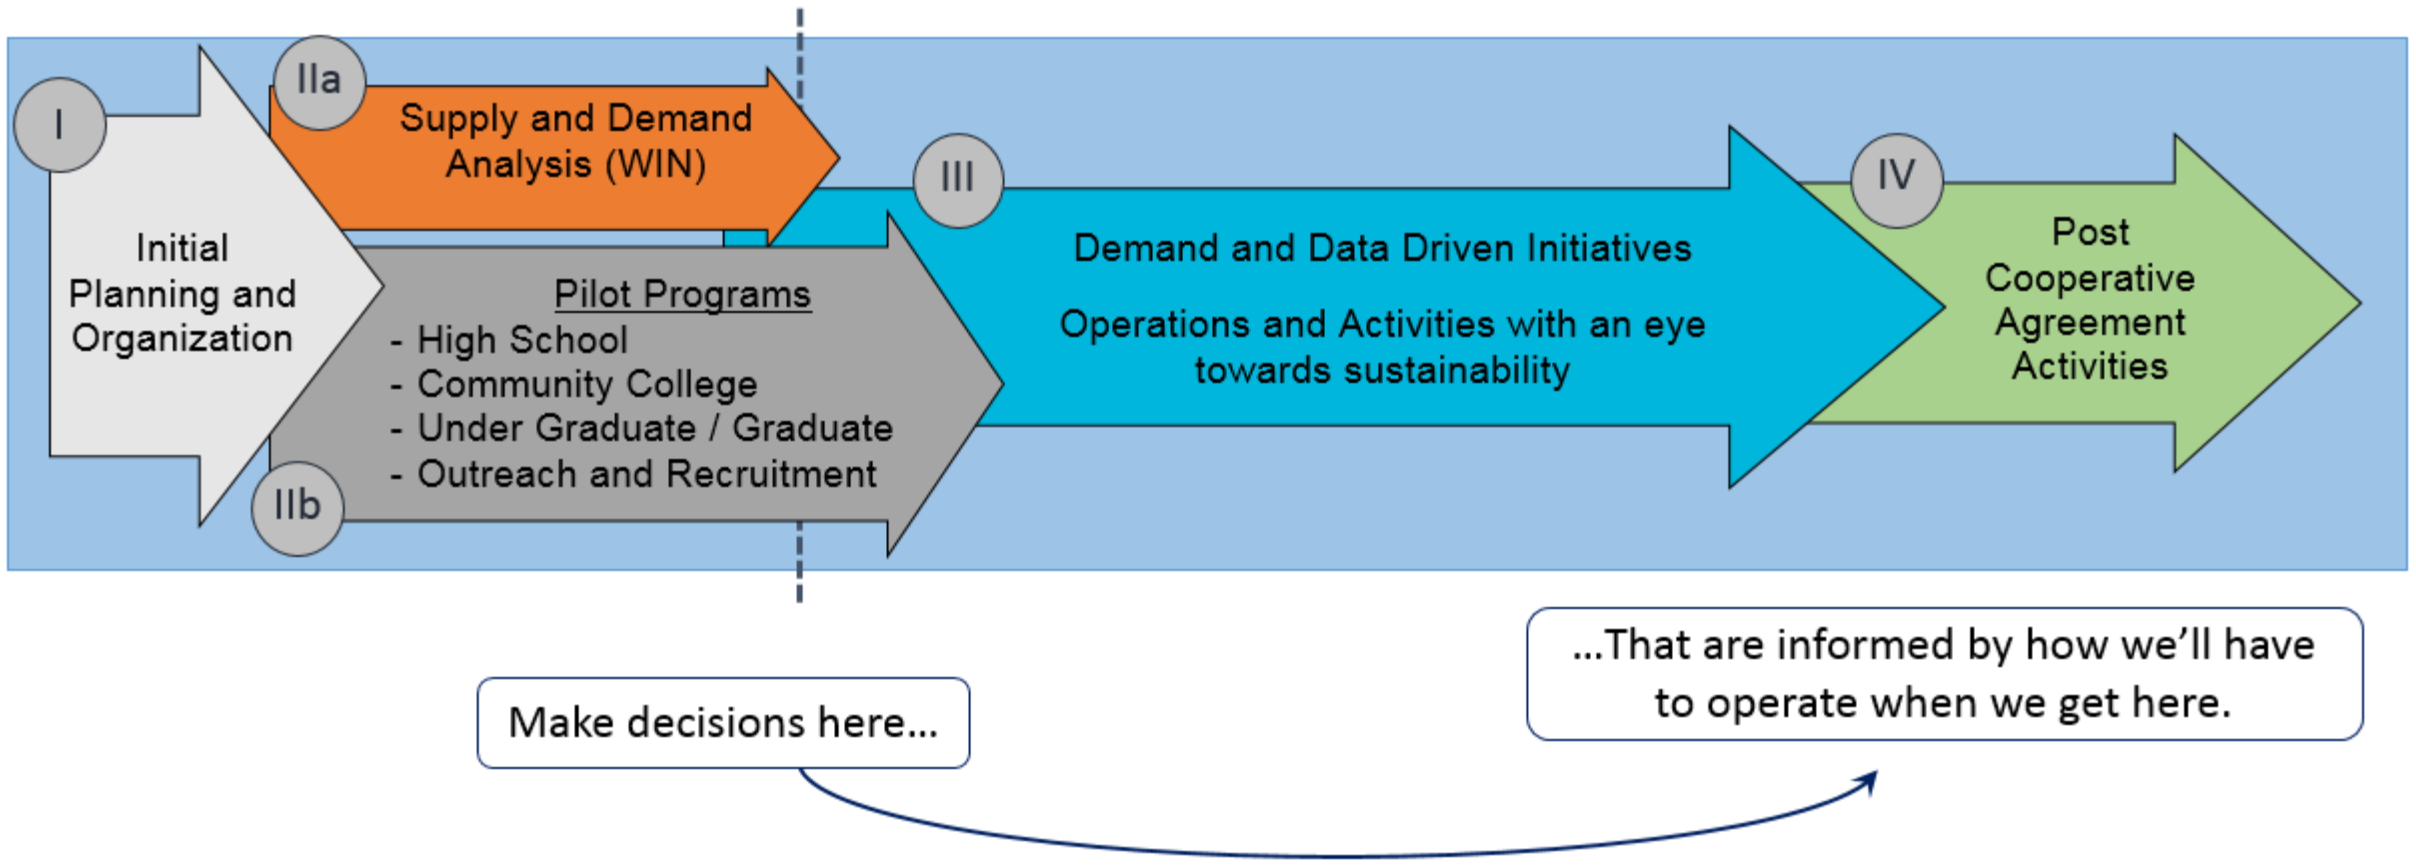 I
Initial
Planning and
Organization
IIa
Supply and Demand
Analysis (WIN)
IIb
Pilot Programs
- High School
- Community College
- Under Graduate / Graduate
- Outreach and Recruitment
III
Demand and Data Driven Initiatives
Operations and Activities with an eye
towards sustainability
IV
Post
Cooperative
Agreement
Activities
Make decisions here...
...That are informed by how we’ll have
to operate when we get here.